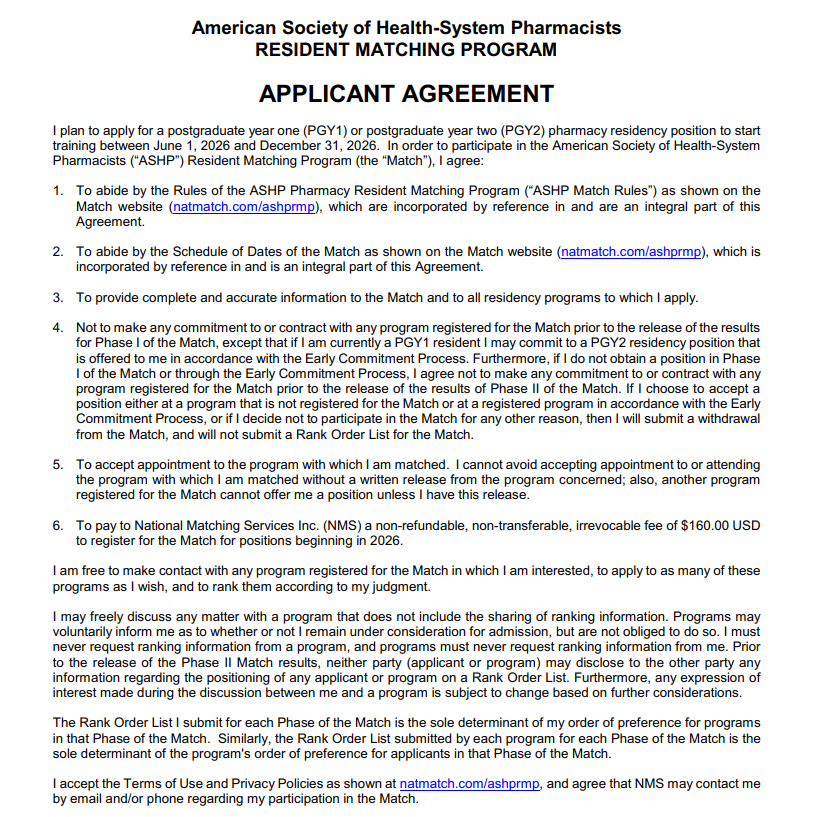 American Society of Health-System Pharmacists
RESIDENT MATCHING PROGRAM
APPLICANT AGREEMENT
I plan to apply for a postgraduate year one (PGY1) or postgraduate year two (PGY2) pharmacy residency position to start
training between June 1, 2026 and December 31, 2026.  In order to participate in the American Society of Health-System
Pharmacists (“ASHP”) Resident Matching Program (the “Match”), I agree:
1. To abide by the Rules of the ASHP Pharmacy Resident Matching Program (“ASHP Match Rules”) as shown on the
Match website (natmatch.com/ashprmp), which are incorporated by reference in and are an integral part of this
Agreement.
2. To abide by the Schedule of Dates of the Match as shown on the Match website (natmatch.com/ashprmp), which is
incorporated by reference in and is an integral part of this Agreement.
3. To provide complete and accurate information to the Match and to all residency programs to which I apply.
4. Not to make any commitment to or contract with any program registered for the Match prior to the release of the results
for Phase I of the Match, except that if I am currently a PGY1 resident I may commit to a PGY2 residency position that
is offered to me in accordance with the Early Commitment Process. Furthermore, if I do not obtain a position in Phase
I of the Match or through the Early Commitment Process, I agree not to make any commitment to or contract with any
program registered for the Match prior to the release of the results of Phase II of the Match. If I choose to accept a
position either at a program that is not registered for the Match or at a registered program in accordance with the Early
Commitment Process, or if I decide not to participate in the Match for any other reason, then I will submit a withdrawal
from the Match, and will not submit a Rank Order List for the Match.
5. To accept appointment to the program with which I am matched.  I cannot avoid accepting appointment to or attending
the program with which I am matched without a written release from the program concerned; also, another program
registered for the Match cannot offer me a position unless I have this release.
6. To pay to National Matching Services Inc. (NMS) a non-refundable, non-transferable, irrevocable fee of $160.00 USD
to register for the Match for positions beginning in 2026.
I am free to make contact with any program registered for the Match in which I am interested, to apply to as many of these
programs as I wish, and to rank them according to my judgment.
I may freely discuss any matter with a program that does not include the sharing of ranking information. Programs may
voluntarily inform me as to whether or not I remain under consideration for admission, but are not obliged to do so. I must
never request ranking information from a program, and programs must never request ranking information from me. Prior
to the release of the Phase II Match results, neither party (applicant or program) may disclose to the other party any
information regarding the positioning of any applicant or program on a Rank Order List. Furthermore, any expression of
interest made during the discussion between me and a program is subject to change based on further considerations.
The Rank Order List I submit for each Phase of the Match is the sole determinant of my order of preference for programs
in that Phase of the Match.  Similarly, the Rank Order List submitted by each program for each Phase of the Match is the
sole determinant of the program's order of preference for applicants in that Phase of the Match.
I accept the Terms of Use and Privacy Policies as shown at natmatch.com/ashprmp, and agree that NMS may contact me
by email and/or phone regarding my participation in the Match.